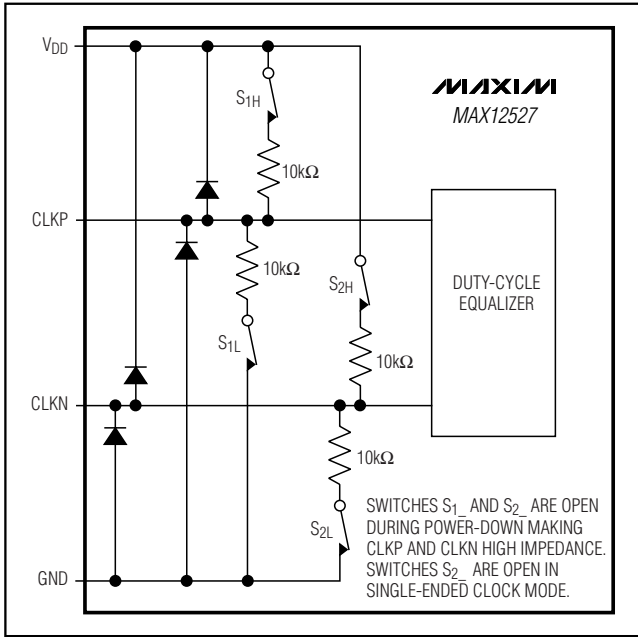 VDD
MAXIM
MAX12527
S1H
10kΩ
CLKP
10kΩ
S2H
DUTY-CYCLE
EQUALIZER
S1L
10kΩ
CLKN
10kΩ
S2L
SWITCHES S1_ AND S2_ ARE OPEN
DURING POWER-DOWN MAKING
CLKP AND CLKN HIGH IMPEDANCE.
SWITCHES S2_ ARE OPEN IN
SINGLE-ENDED CLOCK MODE.
GND